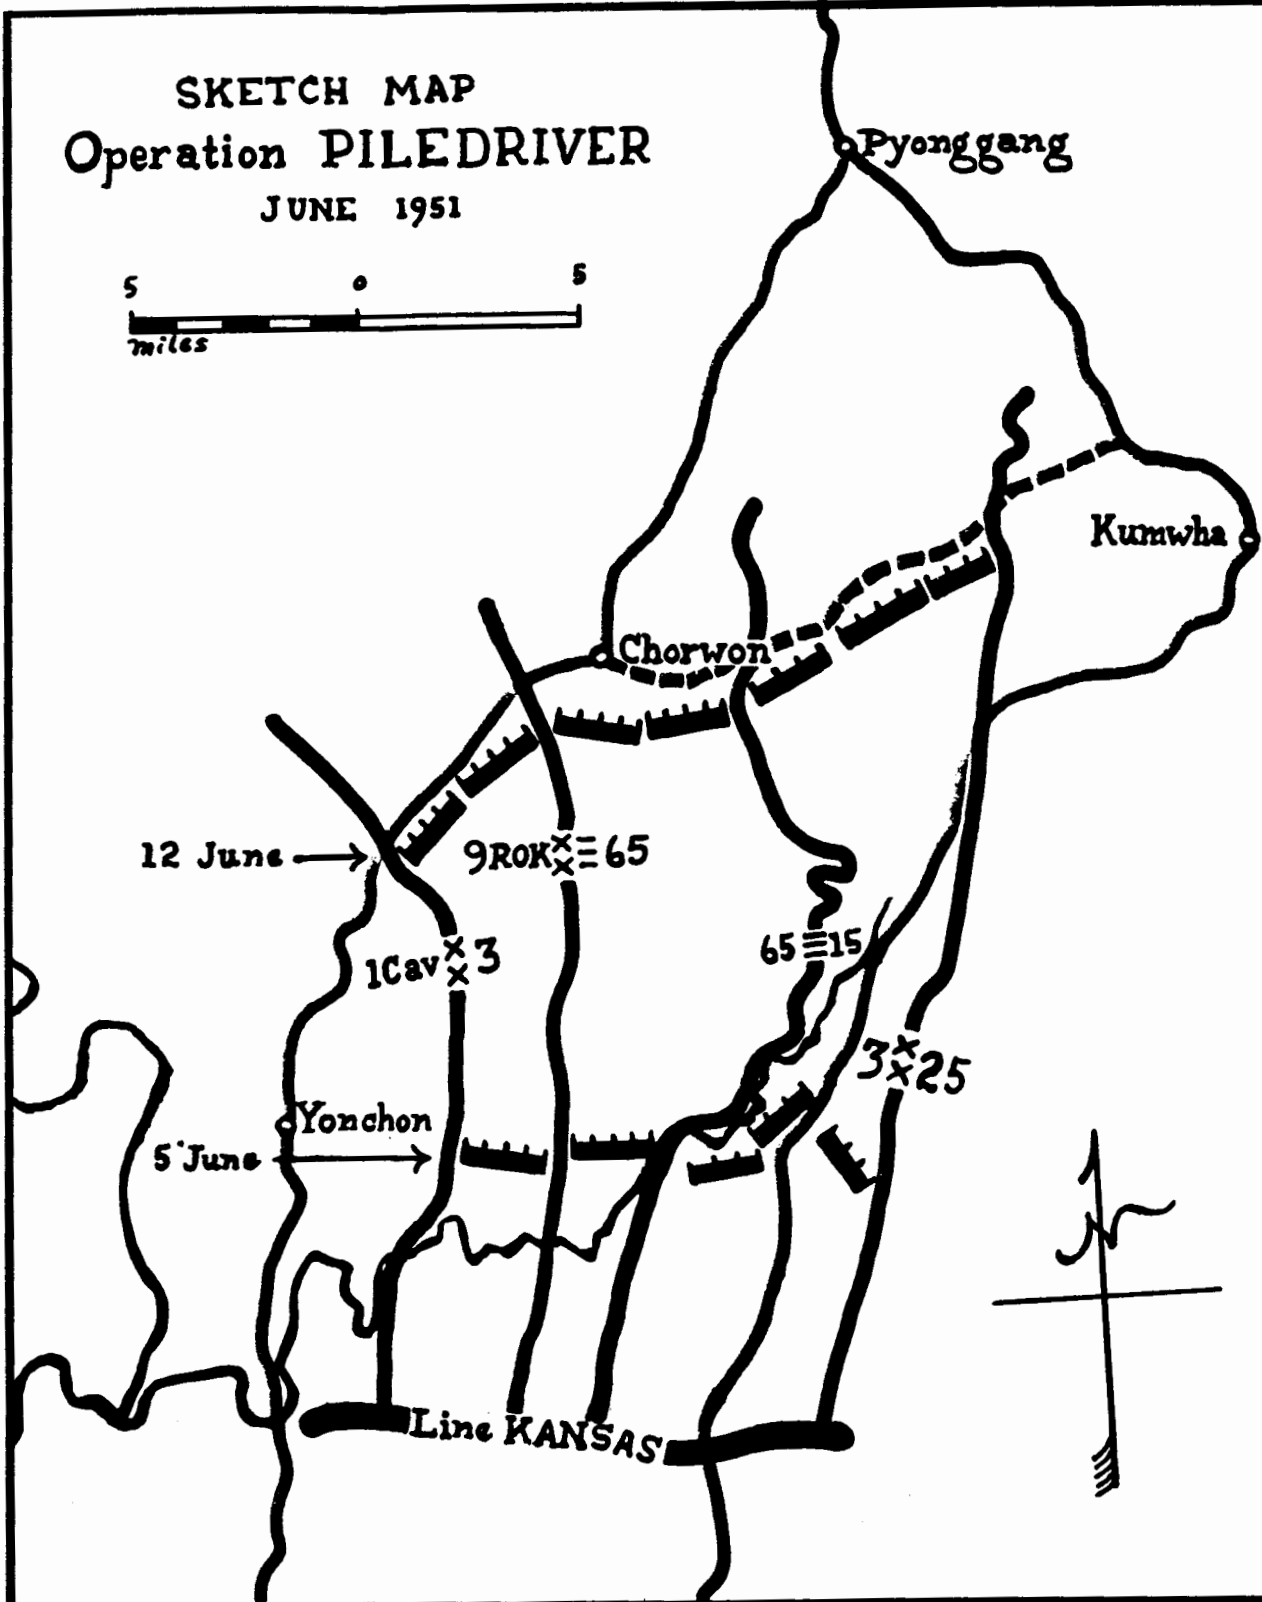 SKETCH MAP
Operation PILEDRIVER
JUNE 1951
5 0 5
miles
Pyonggang
Kumwha
Chorwon
12 June
9ROK 65
1Cav 3
65 15
3 25
Yonchon
5 June
Line KANSAS
N